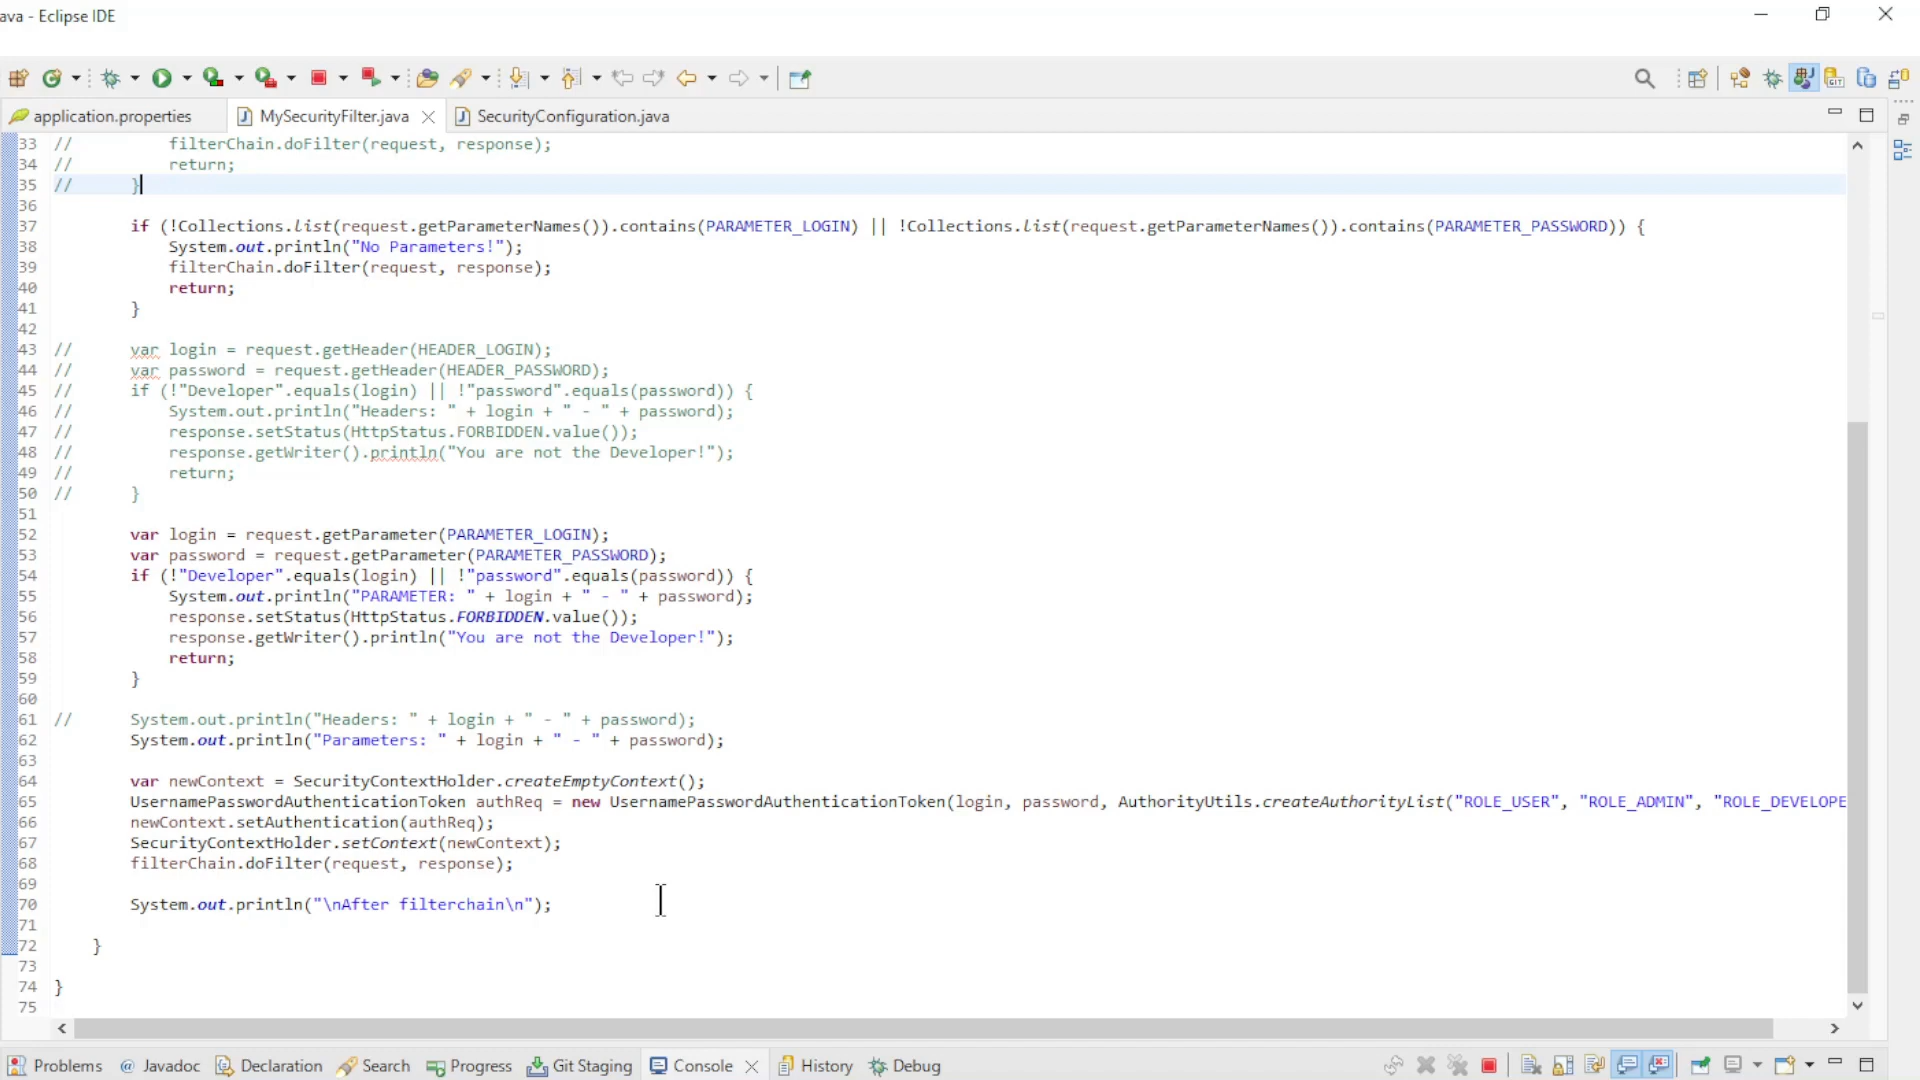 ava - Eclipse IDE
application.properties MySecurityFilter.java SecurityConfiguration.java
33 // filterChain.doFilter(request, response);
34 // return;
35 // }
36
37 if (!Collections.list(request.getParameterNames()).contains(PARAMETER_LOGIN) || !Collections.list(request.getParameterNames()).contains(PARAMETER_PASSWORD)) {
38 System.out.println("No Parameters!");
39 filterChain.doFilter(request, response);
40 return;
41 }
42
43 // var login = request.getHeader(HEADER_LOGIN);
44 // var password = request.getHeader(HEADER_PASSWORD);
45 // if (!"Developer".equals(login) || !"password".equals(password)) {
46 // System.out.println("Headers: " + login + " - " + password);
47 // response.setStatus(HttpStatus.FORBIDDEN.value());
48 // response.getWriter().println("You are not the Developer!");
49 // return;
50 // }
51
52 var login = request.getParameter(PARAMETER_LOGIN);
53 var password = request.getParameter(PARAMETER_PASSWORD);
54 if (!"Developer".equals(login) || !"password".equals(password)) {
55 System.out.println("PARAMETER: " + login + " - " + password);
56 response.setStatus(HttpStatus.FORBIDDEN.value());
57 response.getWriter().println("You are not the Developer!");
58 return;
59 }
60
61 // System.out.println("Headers: " + login + " - " + password);
62 System.out.println("Parameters: " + login + " - " + password);
63
64 var newContext = SecurityContextHolder.createEmptyContext();
65 UsernamePasswordAuthenticationToken authReq = new UsernamePasswordAuthenticationToken(login, password, AuthorityUtils.createAuthorityList("ROLE_USER", "ROLE_ADMIN", "ROLE_DEVELOPE
66 newContext.setAuthentication(authReq);
67 SecurityContextHolder.setContext(newContext);
68 filterChain.doFilter(request, response);
69
70 System.out.println("\nAfter filterchain\n");
71
72 }
73
74 }
75
Problems @ Javadoc Declaration Search Progress Git Staging Console History Debug